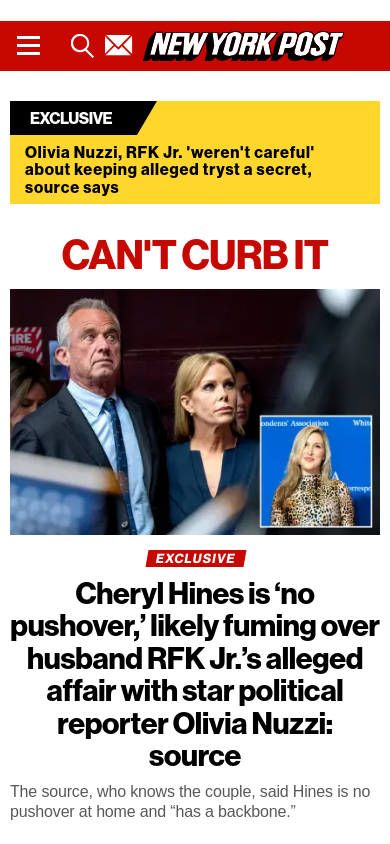 NEW YORK POST
EXCLUSIVE
Olivia Nuzzi, RFK Jr. 'weren't careful'
about keeping alleged tryst a secret,
source says
CAN'T CURB IT
FIRE
ondents' Association
White
EXCLUSIVE
Cheryl Hines is ‘no
pushover,’ likely fuming over
husband RFK Jr.’s alleged
affair with star political
reporter Olivia Nuzzi:
source
The source, who knows the couple, said Hines is no
pushover at home and “has a backbone.”